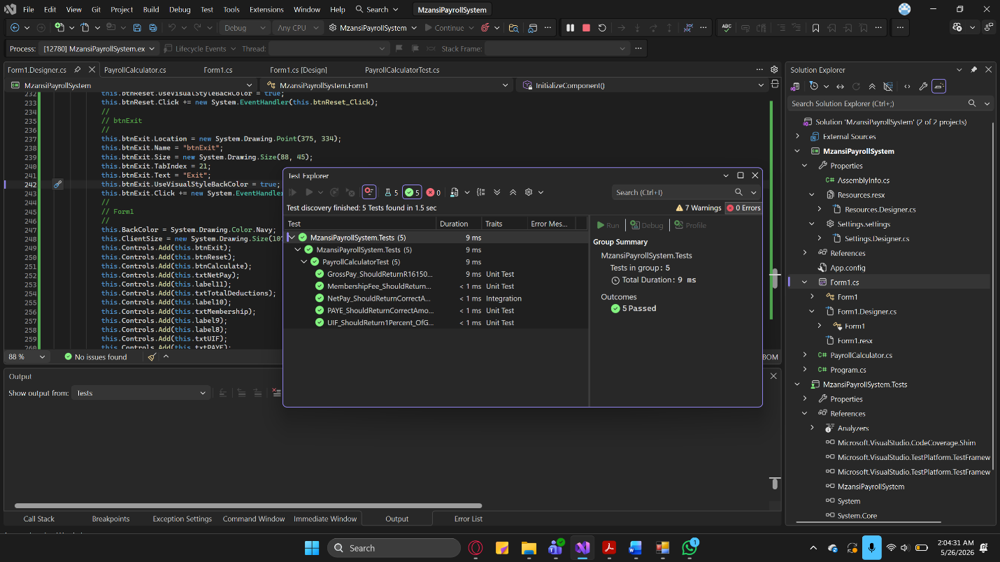 File Edit View Git Project Build Debug Test Tools Extensions Window Help Search MzansiPayrollSystem
Debug Any CPU MzansiPayrollSystem Continue
Process: [12780] MzansiPayrollSystem.ex Lifecycle Events Thread: Stack Frame:
Form1.Designer.cs PayrollCalculator.cs Form1.cs Form1.cs [Design] PayrollCalculatorTest.cs
MzansiPayrollSystem MzansiPayrollSystem.Form1 InitializeComponent()
232 this.btnReset.UseVisualStyleBackColor = true;
233 this.btnReset.Click += new System.EventHandler(this.btnReset_Click);
234 //
235 // btnExit
236 //
237 this.btnExit.Location = new System.Drawing.Point(375, 334);
238 this.btnExit.Name = "btnExit";
239 this.btnExit.Size = new System.Drawing.Size(88, 45);
240 this.btnExit.TabIndex = 21;
241 this.btnExit.Text = "Exit";
242 this.btnExit.UseVisualStyleBackColor = true;
243 this.btnExit.Click += new System.EventHandler
244 //
245 // Form1
246 //
247 this.BackColor = System.Drawing.Color.Navy;
248 this.ClientSize = new System.Drawing.Size(10
249 this.Controls.Add(this.btnExit);
250 this.Controls.Add(this.btnReset);
251 this.Controls.Add(this.btnCalculate);
252 this.Controls.Add(this.txtNetPay);
253 this.Controls.Add(this.label11);
254 this.Controls.Add(this.txtTotalDeductions);
255 this.Controls.Add(this.label10);
256 this.Controls.Add(this.txtMembership);
257 this.Controls.Add(this.label9);
258 this.Controls.Add(this.label8);
259 this.Controls.Add(this.txtUIF);
260 this.Controls.Add(this.txtPAYE);
88 % No issues found BOM
Test Explorer
5 5 0 Search (Ctrl+I)
Test discovery finished: 5 Tests found in 1.5 sec 7 Warnings 0 Errors
Test Duration Traits Error Mes... Run Debug Profile
MzansiPayrollSystem.Tests (5) 9 ms
MzansiPayrollSystem.Tests (5) 9 ms
PayrollCalculatorTest (5) 9 ms
GrossPay_ShouldReturnR16150... 9 ms Unit Test
MembershipFee_ShouldReturn... < 1 ms Unit Test
NetPay_ShouldReturnCorrectA... < 1 ms Integration
PAYE_ShouldReturnCorrectAmo... < 1 ms Unit Test
UIF_ShouldReturn1Percent_OfG... < 1 ms Unit Test
Group Summary
MzansiPayrollSystem.Tests
Tests in group: 5
Total Duration: 9 ms
Outcomes
5 Passed
Output
Show output from: Tests
Call Stack Breakpoints Exception Settings Command Window Immediate Window Output Error List
Solution Explorer
Search Solution Explorer (Ctrl+;)
Solution 'MzansiPayrollSystem' (2 of 2 projects)
External Sources
MzansiPayrollSystem
Properties
AssemblyInfo.cs
Resources.resx
Resources.Designer.cs
Settings.settings
Settings.Designer.cs
References
App.config
Form1.cs
Form1
Form1.Designer.cs
Form1
Form1.resx
PayrollCalculator.cs
Program.cs
MzansiPayrollSystem.Tests
Properties
References
Analyzers
Microsoft.VisualStudio.CodeCoverage.Shim
Microsoft.VisualStudio.TestPlatform.TestFramew
Microsoft.VisualStudio.TestPlatform.TestFramew
MzansiPayrollSystem
System
System.Core
Search 1 2:04:31 AM
5/26/2026